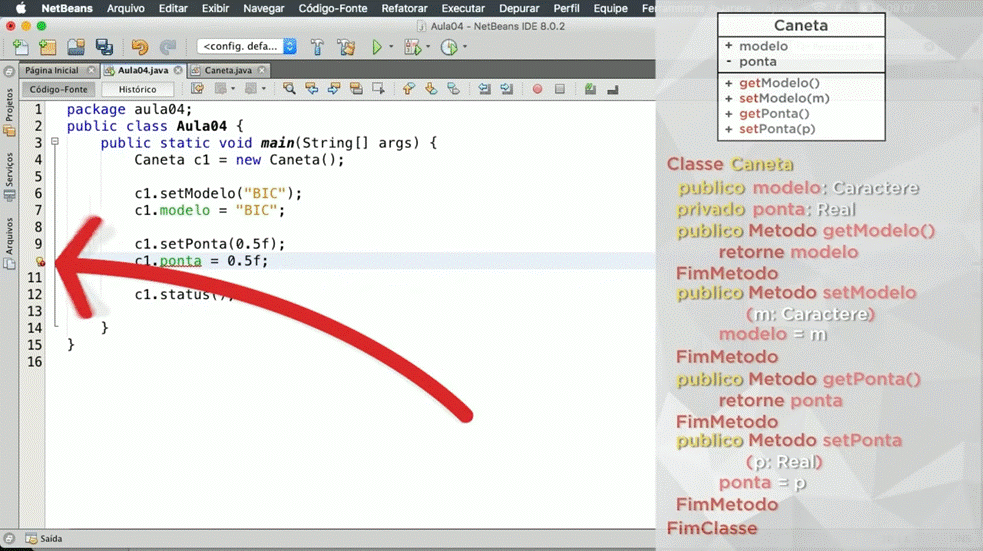 NetBeans Arquivo Editar Exibir Navegar Código-Fonte Refatorar Executar Depurar Perfil Equipe Ferramentas
Aula04 - NetBeans IDE 8.0.2
<config. defa...
Página Inicial Aula04.java Caneta.java
Código-Fonte Histórico
Projetos
Serviços
Arquivos
1 package aula04;
2 public class Aula04 {
3 public static void main(String[] args) {
4 Caneta c1 = new Caneta();
5
6 c1.setModelo("BIC");
7 c1.modelo = "BIC";
8
9 c1.setPonta(0.5f);
c1.ponta = 0.5f;
11
12 c1.status();
13
14 }
15 }
16
Saída
Caneta
+ modelo
- ponta
+ getModelo()
+ setModelo(m)
+ getPonta()
+ setPonta(p)
Classe Caneta
publico modelo: Caractere
privado ponta: Real
publico Metodo getModelo()
retorne modelo
FimMetodo
publico Metodo setModelo
(m: Caractere)
modelo = m
FimMetodo
publico Metodo getPonta()
retorne ponta
FimMetodo
publico Metodo setPonta
(p: Real)
ponta = p
FimMetodo
FimClasse